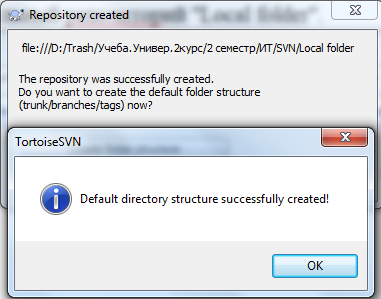 Repository created
file:///D:/Trash/Учеба.Универ.2курс/2 семестр/ИТ/SVN/Local folder
The repository was successfully created.
Do you want to create the default folder structure
(trunk/branches/tags) now?
TortoiseSVN
Default directory structure successfully created!
OK